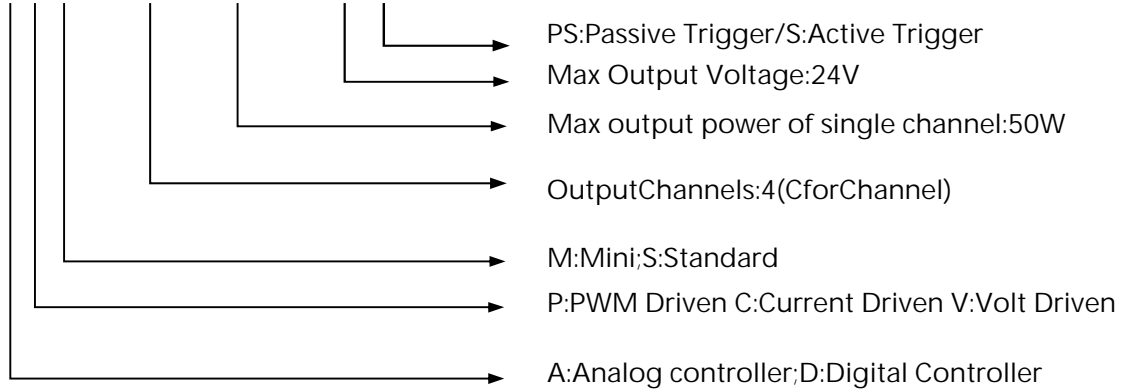 PS:Passive Trigger/S:Active Trigger
Max Output Voltage:24V
Max output power of single channel:50W
OutputChannels:4(CforChannel)
M:Mini;S:Standard
P:PWM Driven C:Current Driven V:Volt Driven
A:Analog controller;D:Digital Controller